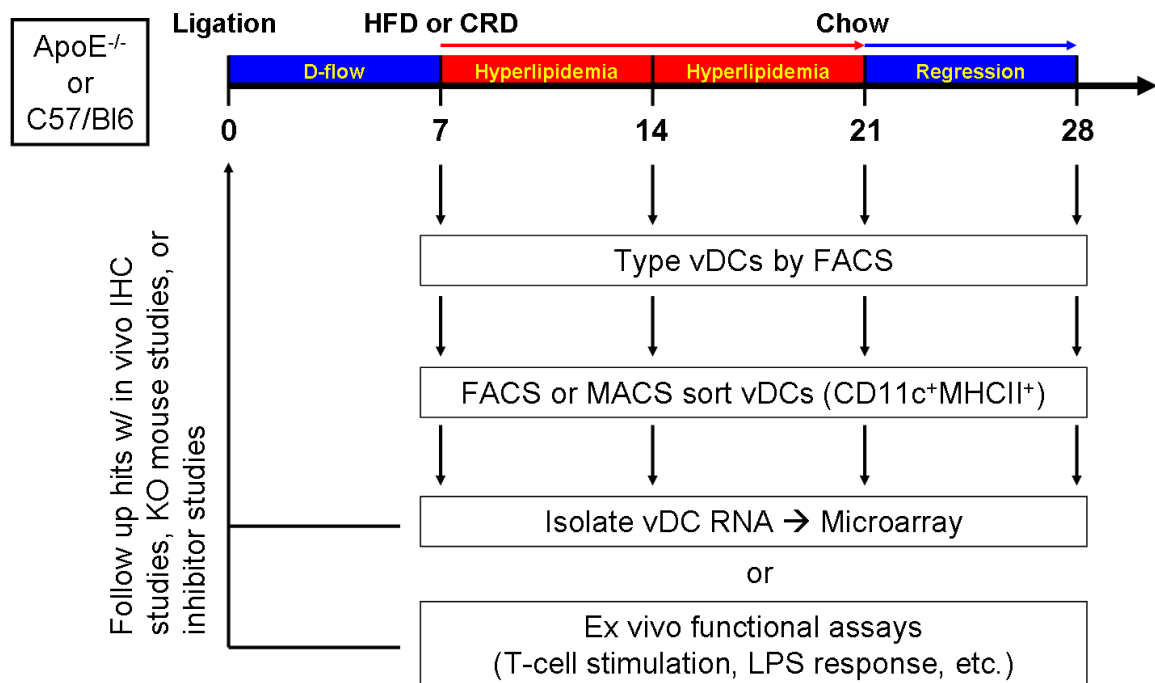 Ligation
HFD or CRD
Chow
ApoE⁻/⁻
or
C57/Bl6
D-flow
Hyperlipidemia
Hyperlipidemia
Regression
0
7
14
21
28
Type vDCs by FACS
FACS or MACS sort vDCs (CD11c⁺MHCII⁺)
Isolate vDC RNA → Microarray
or
Ex vivo functional assays
(T-cell stimulation, LPS response, etc.)
Follow up hits w/ in vivo IHC
studies, KO mouse studies, or
inhibitor studies